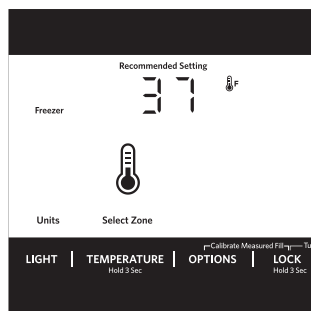 Recommended Setting
37 F
Freezer
Units Select Zone
Calibrate Measured Fill
LIGHT TEMPERATURE OPTIONS LOCK
Hold 3 Sec Hold 3 Sec